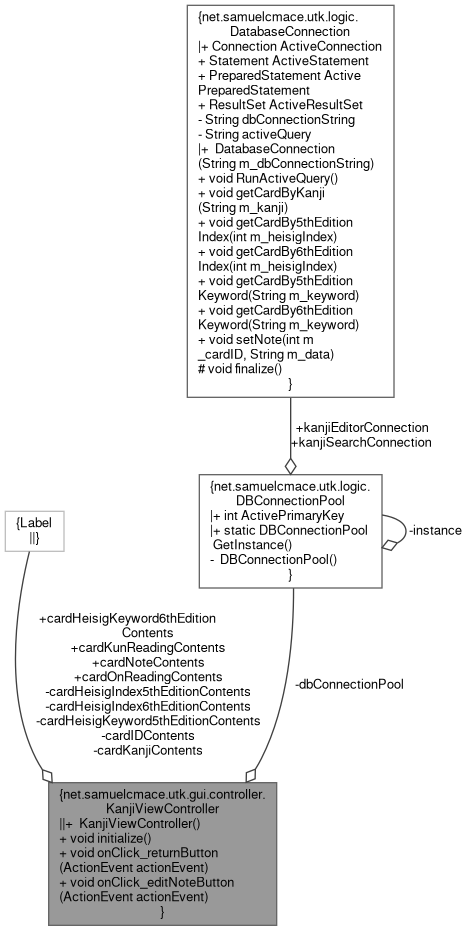 {net.samuelcmace.utk.logic.
DatabaseConnection
|+ Connection ActiveConnection
+ Statement ActiveStatement
+ PreparedStatement Active
PreparedStatement
+ ResultSet ActiveResultSet
- String dbConnectionString
- String activeQuery
|+  DatabaseConnection
(String m_dbConnectionString)
+ void RunActiveQuery()
+ void getCardByKanji
(String m_kanji)
+ void getCardBy5thEdition
Index(int m_heisigIndex)
+ void getCardBy6thEdition
Index(int m_heisigIndex)
+ void getCardBy5thEdition
Keyword(String m_keyword)
+ void getCardBy6thEdition
Keyword(String m_keyword)
+ void setNote(int m
_cardID, String m_data)
# void finalize()
}
+kanjiEditorConnection
+kanjiSearchConnection
{net.samuelcmace.utk.logic.
DBConnectionPool
|+ int ActivePrimaryKey
|+ static DBConnectionPool
GetInstance()
-  DBConnectionPool()
}
-instance
{Label
||}
+cardHeisigKeyword6thEdition
Contents
+cardKunReadingContents
+cardNoteContents
+cardOnReadingContents
-cardHeisigIndex5thEditionContents
-cardHeisigIndex6thEditionContents
-cardHeisigKeyword5thEditionContents
-cardIDContents
-cardKanjiContents
-dbConnectionPool
{net.samuelcmace.utk.gui.controller.
KanjiViewController
||+  KanjiViewController()
+ void initialize()
+ void onClick_returnButton
(ActionEvent actionEvent)
+ void onClick_editNoteButton
(ActionEvent actionEvent)
}